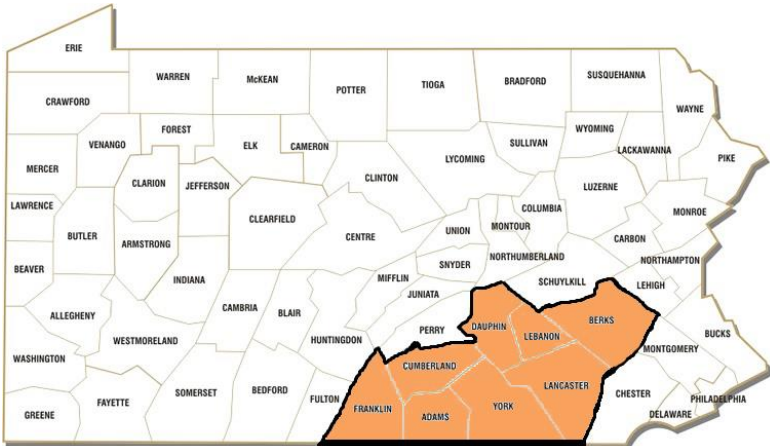 ERIE
WARREN
McKEAN
POTTER
TIOGA
BRADFORD
SUSQUEHANNA
CRAWFORD
WAYNE
FOREST
WYOMING
VENANGO
ELK
CAMERON
SULLIVAN
LACKAWANNA
MERCER
LYCOMING
PIKE
CLARION
JEFFERSON
CLINTON
LUZERNE
LAWRENCE
COLUMBIA
MONROE
CLEARFIELD
MONTOUR
BUTLER
ARMSTRONG
CENTRE
UNION
CARBON
NORTHUMBERLAND
NORTHAMPTON
SNYDER
BEAVER
INDIANA
MIFFLIN
SCHUYLKILL
LEHIGH
JUNIATA
ALLEGHENY
CAMBRIA
BLAIR
BERKS
DAUPHIN
PERRY
LEBANON
BUCKS
WESTMORELAND
HUNTINGDON
MONTGOMERY
WASHINGTON
CUMBERLAND
LANCASTER
SOMERSET
BEDFORD
CHESTER
FULTON
PHILADELPHIA
FAYETTE
FRANKLIN
YORK
GREENE
ADAMS
DELAWARE